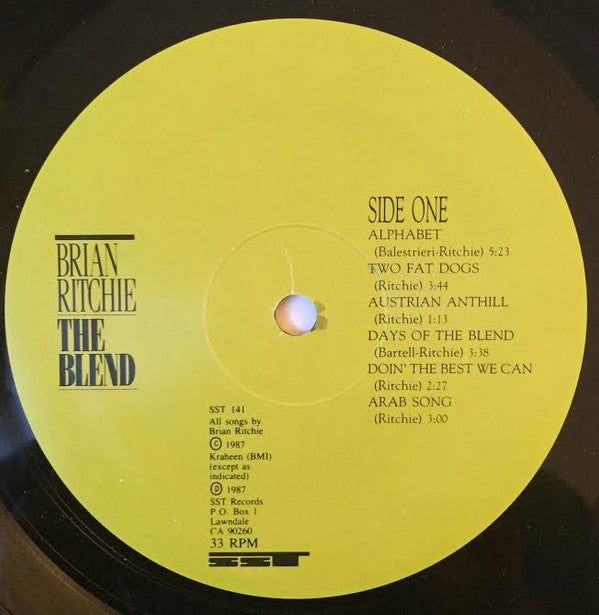 BRIAN
RITCHIE
THE
BLEND
SIDE ONE
ALPHABET
(Balestrieri-Ritchie) 5:23
TWO FAT DOGS
(Ritchie) 3:44
AUSTRIAN ANTHILL
(Ritchie) 1:13
DAYS OF THE BLEND
(Bartell-Ritchie) 3:38
DOIN' THE BEST WE CAN
(Ritchie) 2:27
ARAB SONG
(Ritchie) 3:00
SST 141
All songs by
Brian Ritchie
© 1987
Kraheen (BMI)
(except as
indicated)
℗ 1987
SST Records
P.O. Box 1
Lawndale
CA 90260
33 RPM
SST